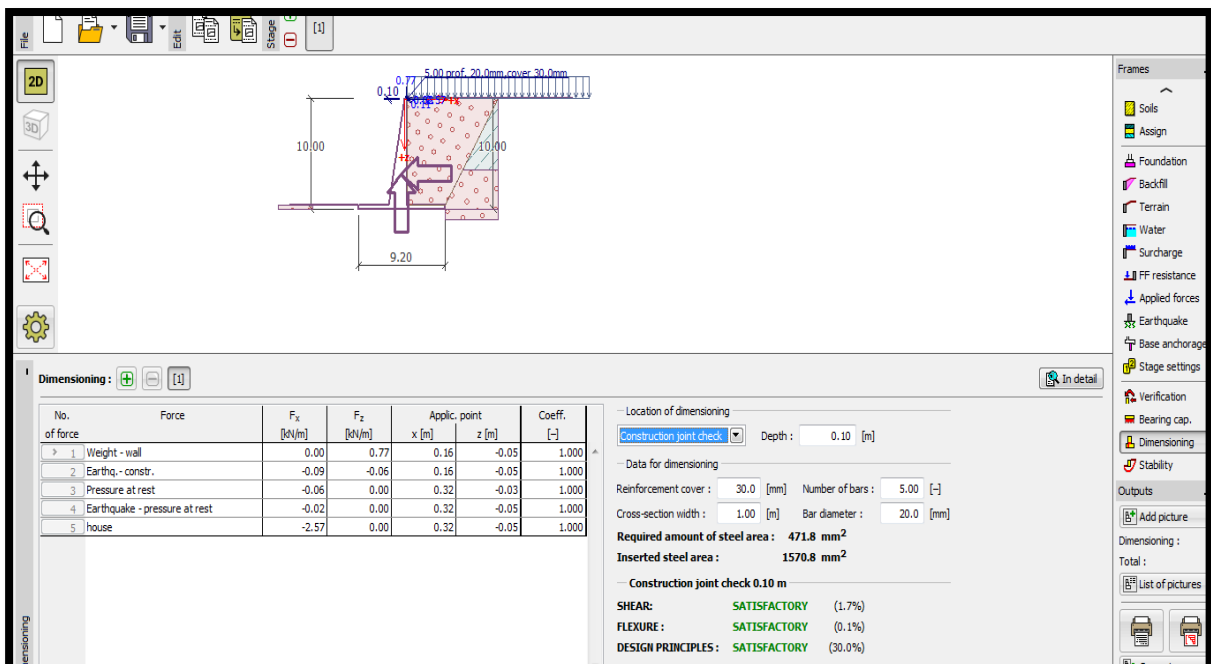 File
Edit
Stage
[1]
2D
3D
5.00 prof. 20.0mm,cover 30.0mm
0.77
0.10
+x
10.00
10.00
+z
9.20
Frames
Soils
Assign
Foundation
Backfill
Terrain
Water
Surcharge
FF resistance
Applied forces
Earthquake
Base anchorage
Stage settings
Verification
Bearing cap.
Dimensioning
Stability
Outputs
Add picture
Dimensioning :
Total :
List of pictures
Dimensioning : [1]
In detail
No. Force Fx Fz Applic. point Coeff.
of force [kN/m] [kN/m] x [m] z [m] [-]
1 Weight - wall 0.00 0.77 0.16 -0.05 1.000
2 Earthq. - constr. -0.09 -0.06 0.16 -0.05 1.000
3 Pressure at rest -0.06 0.00 0.32 -0.03 1.000
4 Earthquake - pressure at rest -0.02 0.00 0.32 -0.05 1.000
5 house -2.57 0.00 0.32 -0.05 1.000
Location of dimensioning
Construction joint check Depth : 0.10 [m]
Data for dimensioning
Reinforcement cover : 30.0 [mm] Number of bars : 5.00 [-]
Cross-section width : 1.00 [m] Bar diameter : 20.0 [mm]
Required amount of steel area : 471.8 mm2
Inserted steel area : 1570.8 mm2
Construction joint check 0.10 m
SHEAR: SATISFACTORY (1.7%)
FLEXURE : SATISFACTORY (0.1%)
DESIGN PRINCIPLES : SATISFACTORY (30.0%)